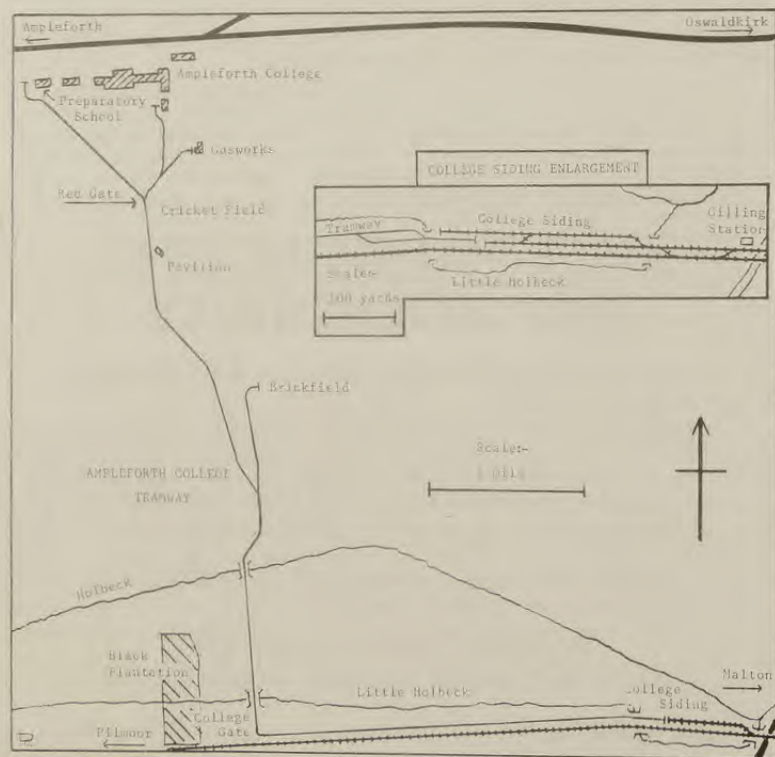 Ampleforth
Oswaldkirk
Ampleforth College
Preparatory
School
Gasworks
Red Gate
Cricket Field
Pavilion
COLLEGE SIDING ENLARGEMENT
Tramway
College Siding
Gilling
Station
Scale:-
100 yards
Little Holbeck
Brickfield
Scale:-
AMPLEFORTH COLLEGE
TRAMWAY
Holbeck
Black
Plantation
Little Holbeck
College
Siding
Malton
College
Gate
Pilmoor